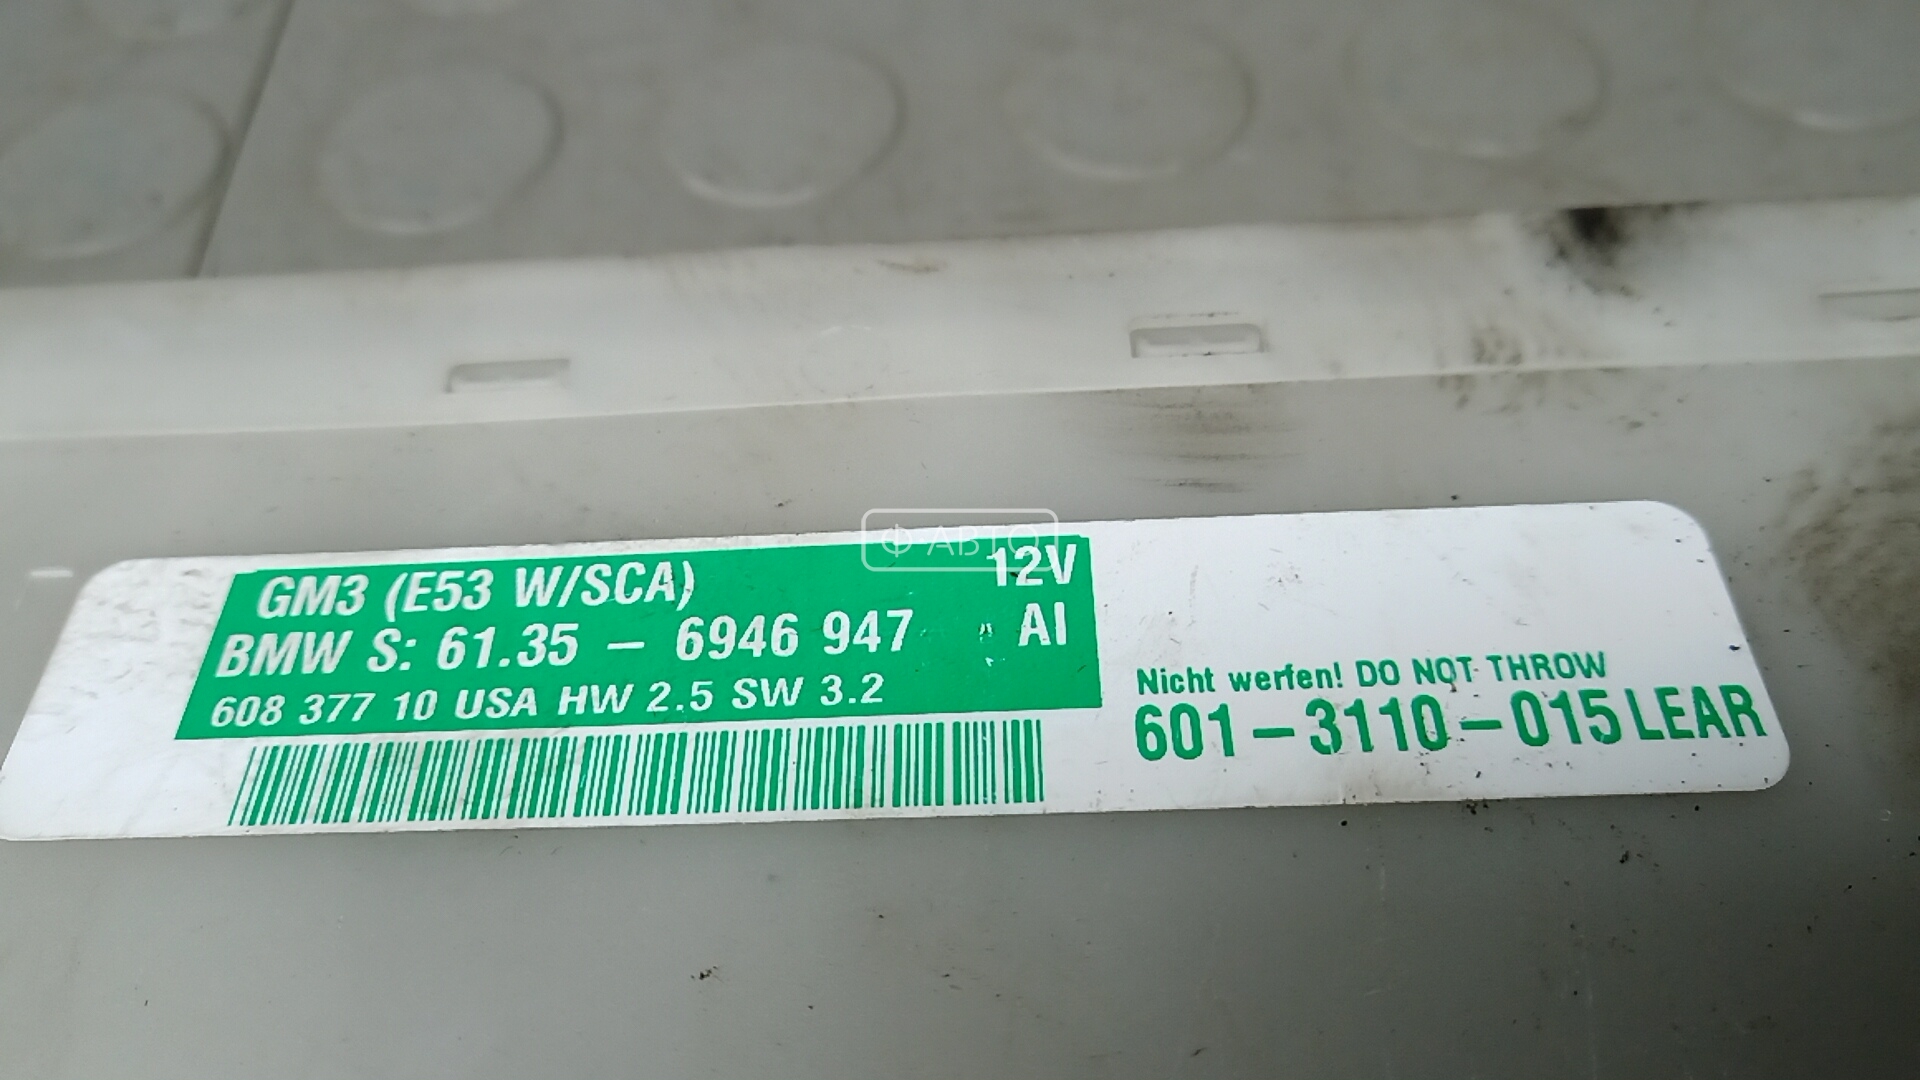 Ф АВТО
GM3 (E53 W/SCA) 12V
BMW S: 61.35 – 6946 947 AI
608 377 10 USA HW 2.5 SW 3.2
Nicht werfen! DO NOT THROW
601–3110–015 LEAR